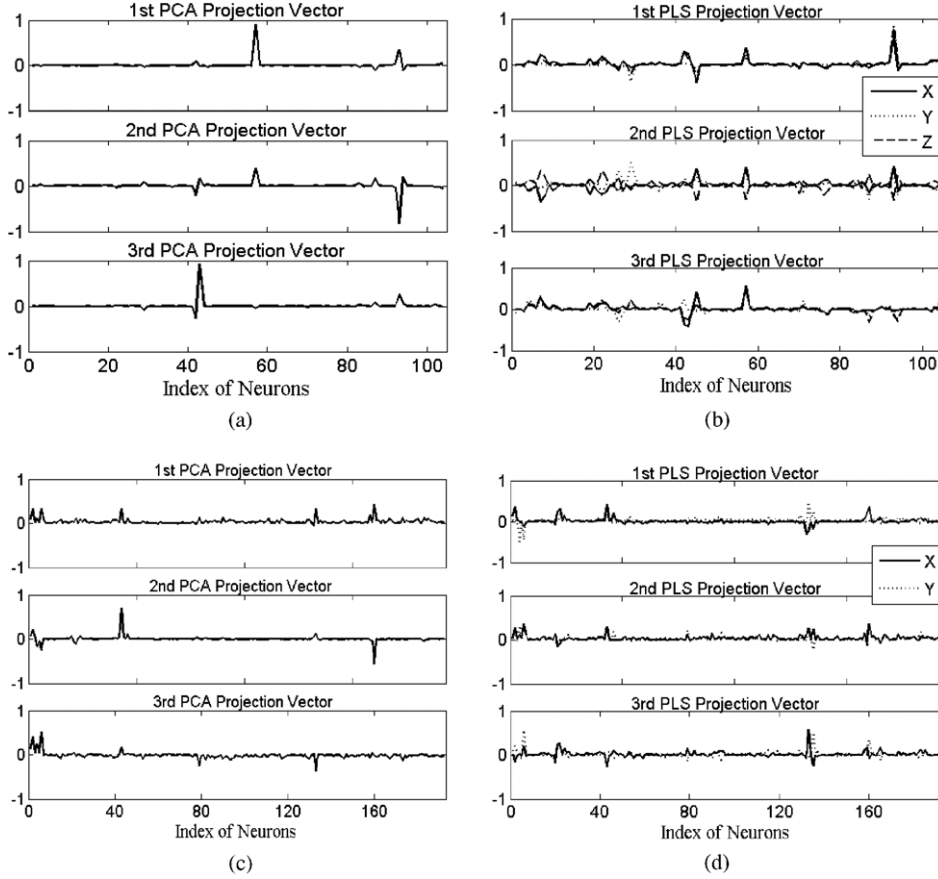 1st PCA Projection Vector
1
0
-1
2nd PCA Projection Vector
1
0
-1
3rd PCA Projection Vector
1
0
-1
0 20 40 60 80 100
Index of Neurons
(a)
1st PLS Projection Vector
1
0
-1
X
Y
Z
2nd PLS Projection Vector
1
0
-1
3rd PLS Projection Vector
1
0
-1
0 20 40 60 80 100
Index of Neurons
(b)
1st PCA Projection Vector
1
0
-1
2nd PCA Projection Vector
1
0
-1
3rd PCA Projection Vector
1
0
-1
0 40 80 120 160
Index of Neurons
(c)
1st PLS Projection Vector
1
0
-1
X
Y
2nd PLS Projection Vector
1
0
-1
3rd PLS Projection Vector
1
0
-1
0 40 80 120 160
Index of Neurons
(d)